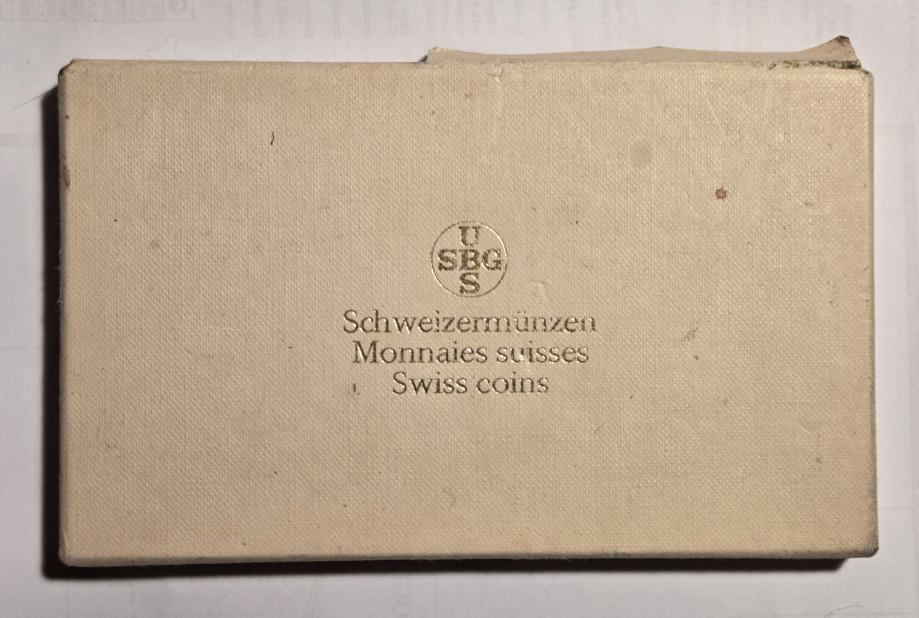 U
SBG
S
Schweizermünzen
Monnaies suisses
Swiss coins